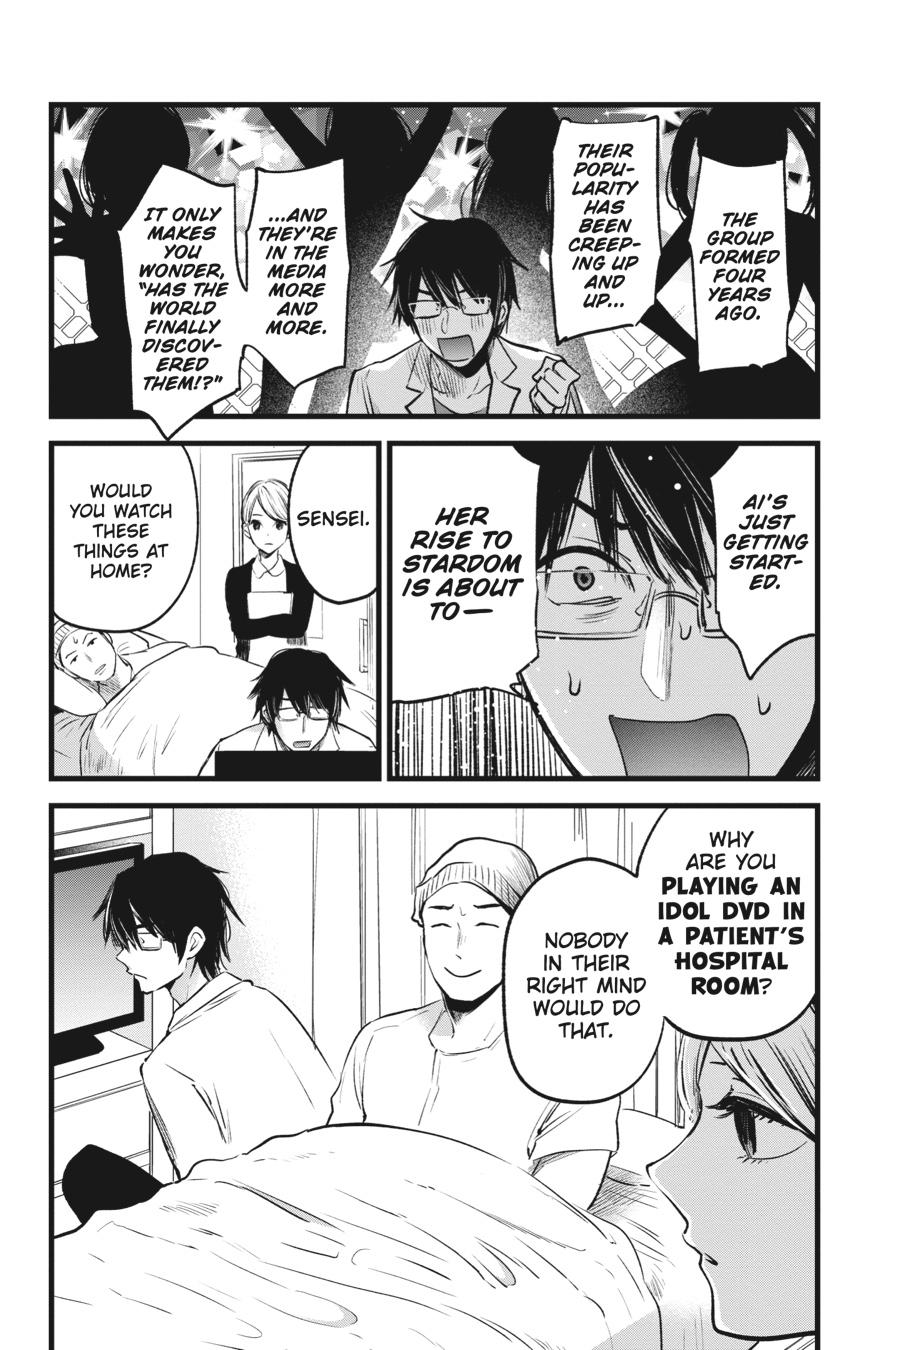 THE
GROUP
FORMED
FOUR
YEARS
AGO.
THEIR
POPU-
LARITY
HAS
BEEN
CREEP-
ING UP
AND
UP...
...AND
THEY'RE
IN THE
MEDIA
MORE
AND
MORE.
IT ONLY
MAKES
YOU
WONDER,
"HAS THE
WORLD
FINALLY
DISCOV-
ERED
THEM!?"
AI'S
JUST
GETTING
START-
ED.
HER
RISE TO
STARDOM
IS ABOUT
TO—
SENSEI.
WOULD
YOU WATCH
THESE
THINGS AT
HOME?
WHY
ARE YOU
PLAYING AN
IDOL DVD IN
A PATIENT'S
HOSPITAL
ROOM?
NOBODY
IN THEIR
RIGHT MIND
WOULD DO
THAT.